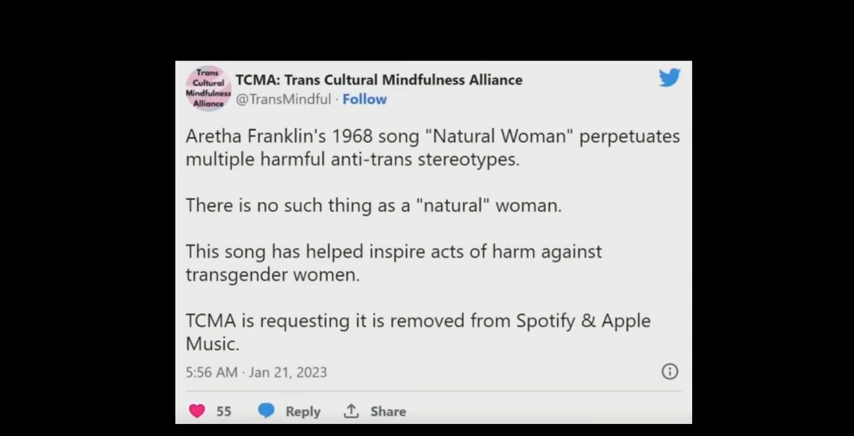 Trans
Cultural
Mindfulness
Alliance
TCMA: Trans Cultural Mindfulness Alliance
@TransMindful · Follow
Aretha Franklin's 1968 song "Natural Woman" perpetuates
multiple harmful anti-trans stereotypes.
There is no such thing as a "natural" woman.
This song has helped inspire acts of harm against
transgender women.
TCMA is requesting it is removed from Spotify & Apple
Music.
5:56 AM · Jan 21, 2023
55 Reply Share